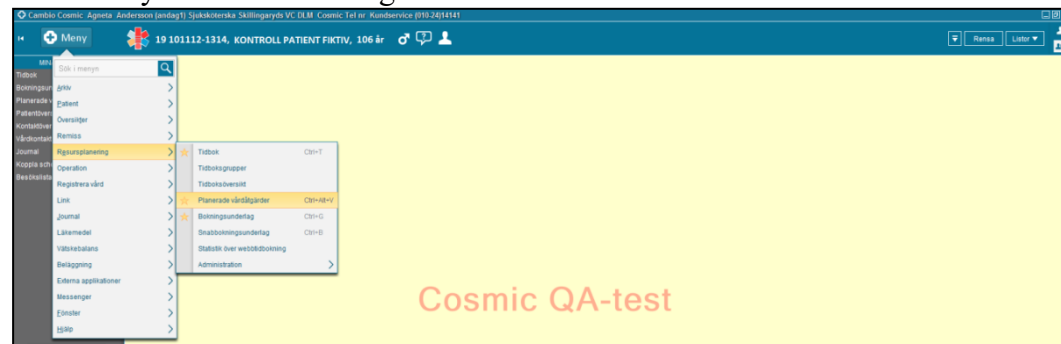 Cambio Cosmic Agneta Andersson (andag1) Sjuksköterska Skillingaryds VC DLM Cosmic Tel nr Kundservice (010-24)14141
Meny
19 101112-1314, KONTROLL PATIENT FIKTIV, 106 år
Rensa
Listor
Sök i menyn
Tidbok
Arkiv
Patient
Översikter
Remiss
Journal
Resursplanering
Operation
Registrera vård
Link
Journal
Läkemedel
Vätskebalans
Beläggning
Externa applikationer
Messenger
Fönster
Hjälp
Tidbok Ctrl+T
Tidboksgrupper
Tidboksöversikt
Planerade vårdåtgärder Ctrl+Alt+V
Bokningsunderlag Ctrl+G
Snabbokningsunderlag Ctrl+B
Statistik över webbtidbokning
Administration
Cosmic QA-test